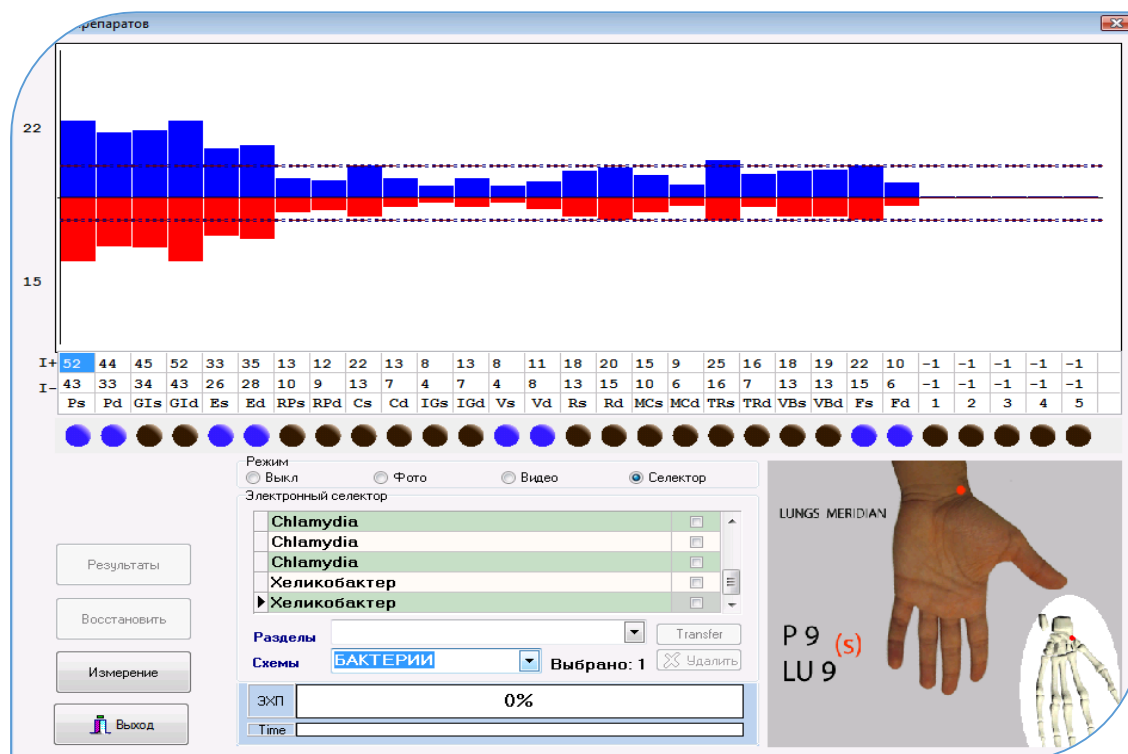 препаратов
22
15
I+ 52 44 45 52 33 35 13 12 22 13 8 13 8 11 18 20 15 9 25 16 18 19 22 10 -1 -1 -1 -1 -1
I- 43 33 34 43 26 28 10 9 13 7 4 7 4 8 13 15 10 6 16 7 13 13 15 6 -1 -1 -1 -1 -1
Ps Pd GIs GId Es Ed RPs RPd Cs Cd IGs IGd Vs Vd Rs Rd MCs MCd TRs TRd VBs VBd Fs Fd 1 2 3 4 5
Режим
Выкл Фото Видео Селектор
Электронный селектор
Chlamydia
Chlamydia
Chlamydia
Хеликобактер
Хеликобактер
Разделы Transfer
Схемы БАКТЕРИИ Выбрано: 1 Удалить
ЭХП 0%
Time
Результаты
Восстановить
Измерение
Выход
LUNGS MERIDIAN
P 9 (s)
LU 9